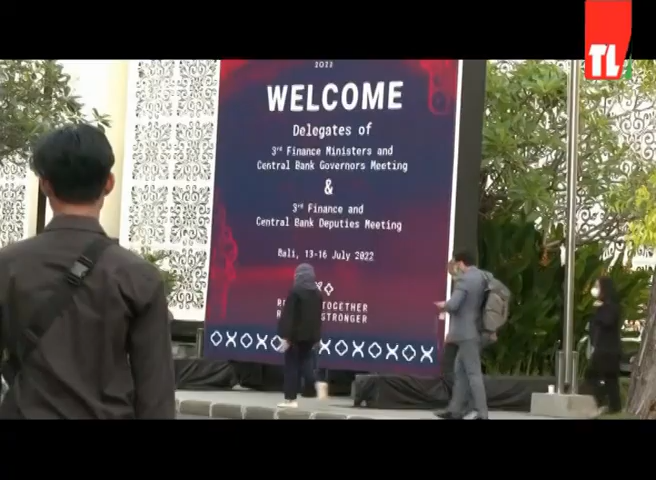 TL
2022
WELCOME
Delegates of
3rd Finance Ministers and
Central Bank Governors Meeting
&
3rd Finance and
Central Bank Deputies Meeting
Bali, 13-16 July 2022
TOGETHER
STRONGER